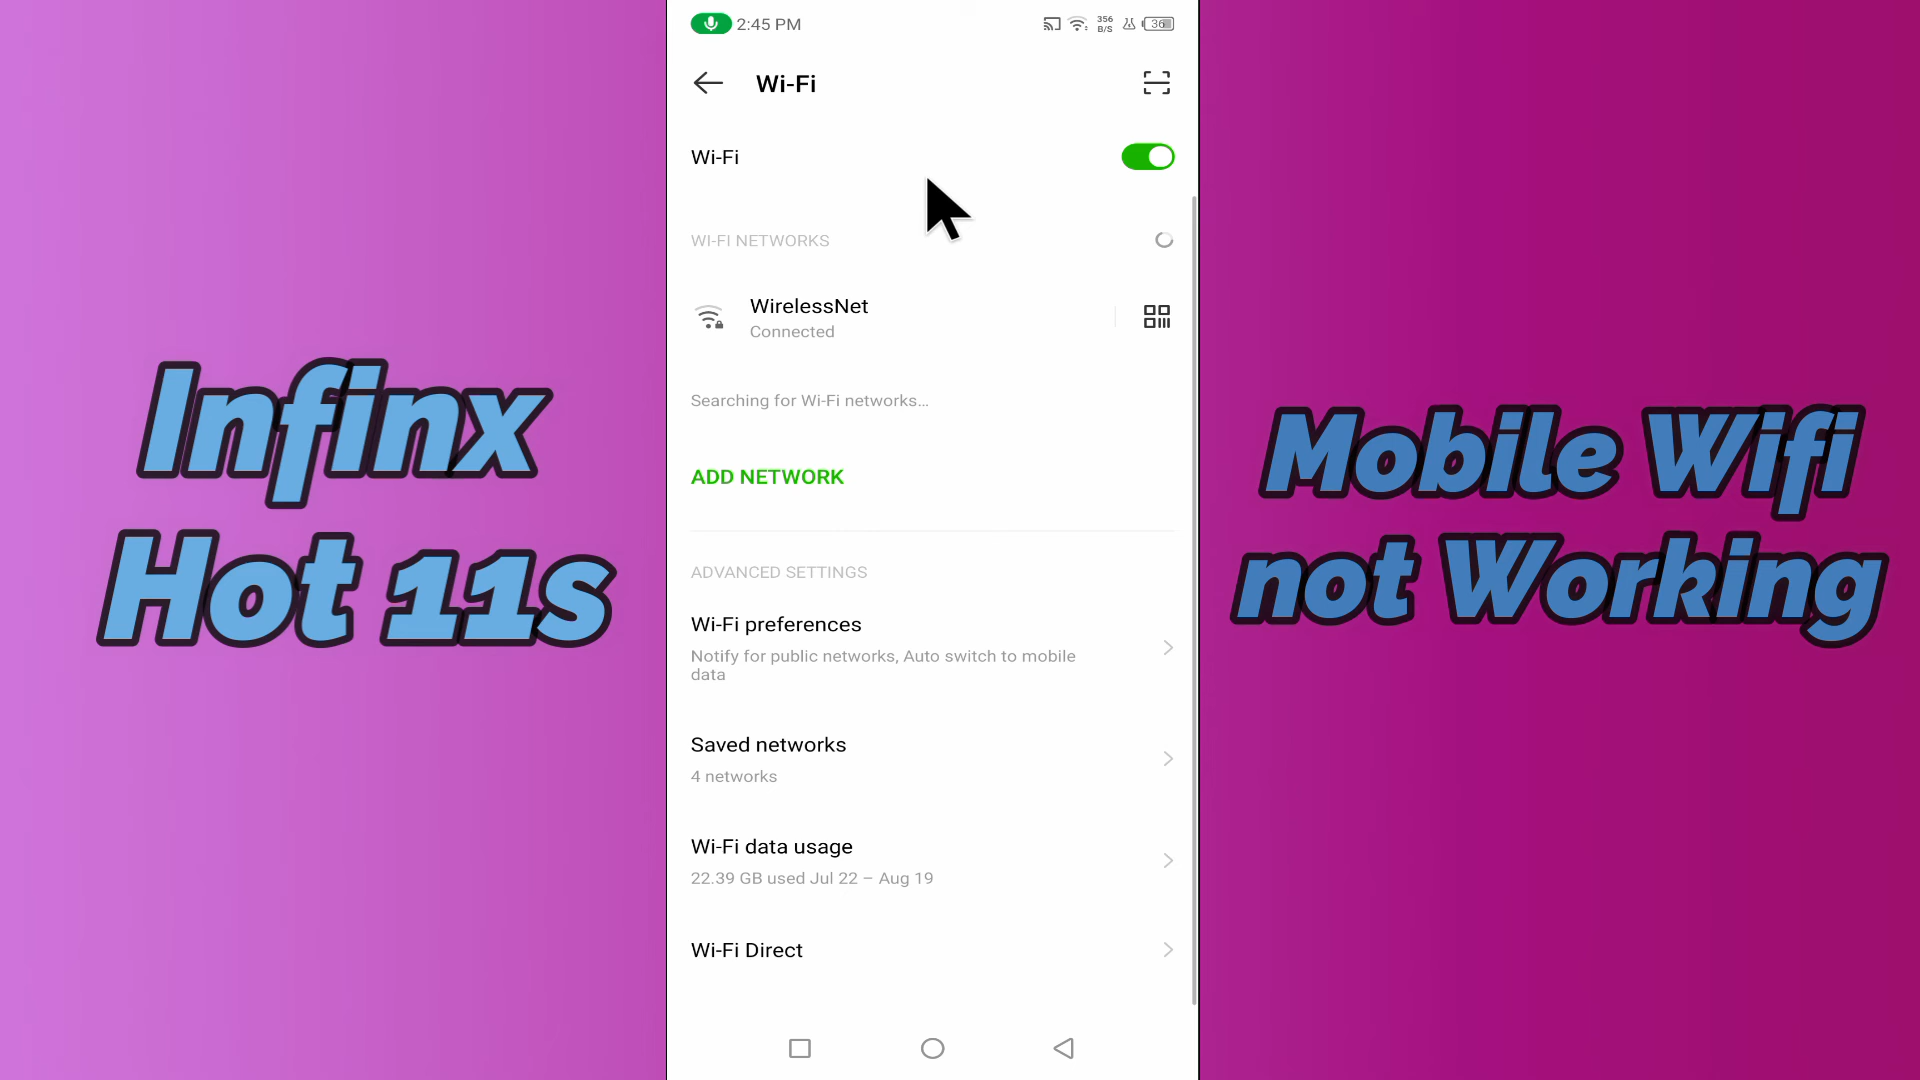 2:45 PM
356
B/S
36
Wi-Fi
Wi-Fi
WI-FI NETWORKS
WirelessNet
Connected
Searching for Wi-Fi networks…
ADD NETWORK
ADVANCED SETTINGS
Wi-Fi preferences
Notify for public networks, Auto switch to mobile
data
Saved networks
4 networks
Wi-Fi data usage
22.39 GB used Jul 22 – Aug 19
Wi-Fi Direct
Infinx
Hot 11s
Mobile Wifi
not Working